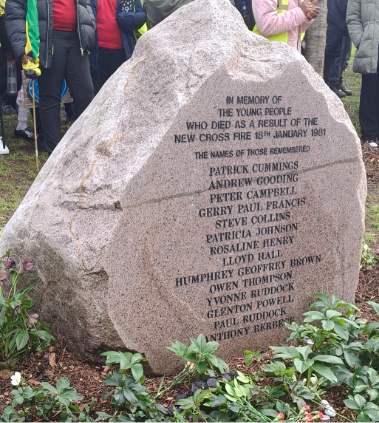 IN MEMORY OF
THE YOUNG PEOPLE
WHO DIED AS A RESULT OF THE
NEW CROSS FIRE 18TH JANUARY 1981
THE NAMES OF THOSE REMEMBERED
PATRICK CUMMINGS
ANDREW GOODING
PETER CAMPBELL
GERRY PAUL FRANCIS
STEVE COLLINS
PATRICIA JOHNSON
ROSALINE HENRY
LLOYD HALL
HUMPHREY GEOFFREY BROWN
OWEN THOMPSON
YVONNE RUDDOCK
GLENTON POWELL
PAUL RUDDOCK
ANTHONY BERBECK